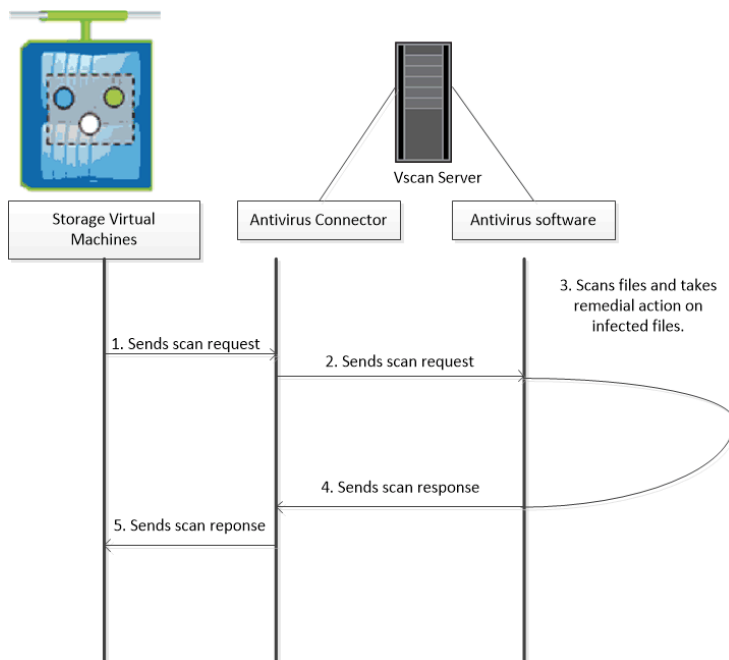 Vscan Server
Storage Virtual
Machines
Antivirus Connector
Antivirus software
3. Scans files and takes
remedial action on
infected files.
1. Sends scan request
2. Sends scan request
4. Sends scan response
5. Sends scan reponse